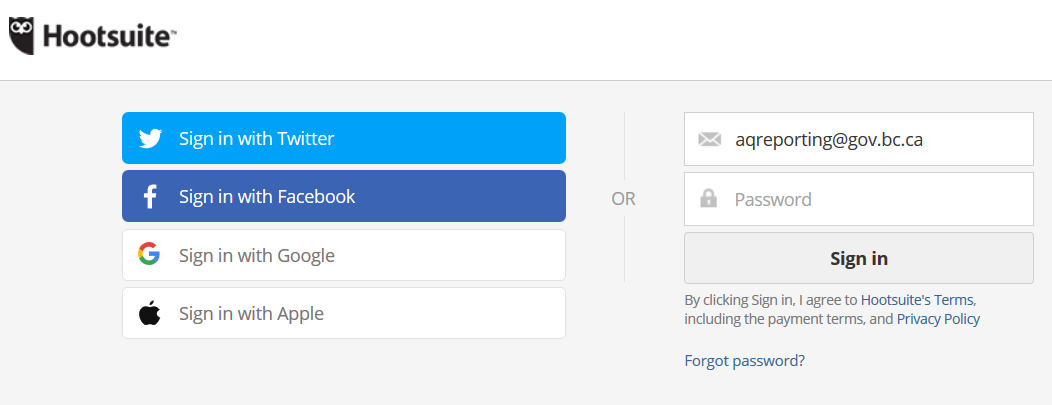 Hootsuite™
Sign in with Twitter
Sign in with Facebook
Sign in with Google
Sign in with Apple
OR
aqreporting@gov.bc.ca
Password
Sign in
By clicking Sign in, I agree to Hootsuite's Terms,
including the payment terms, and Privacy Policy
Forgot password?